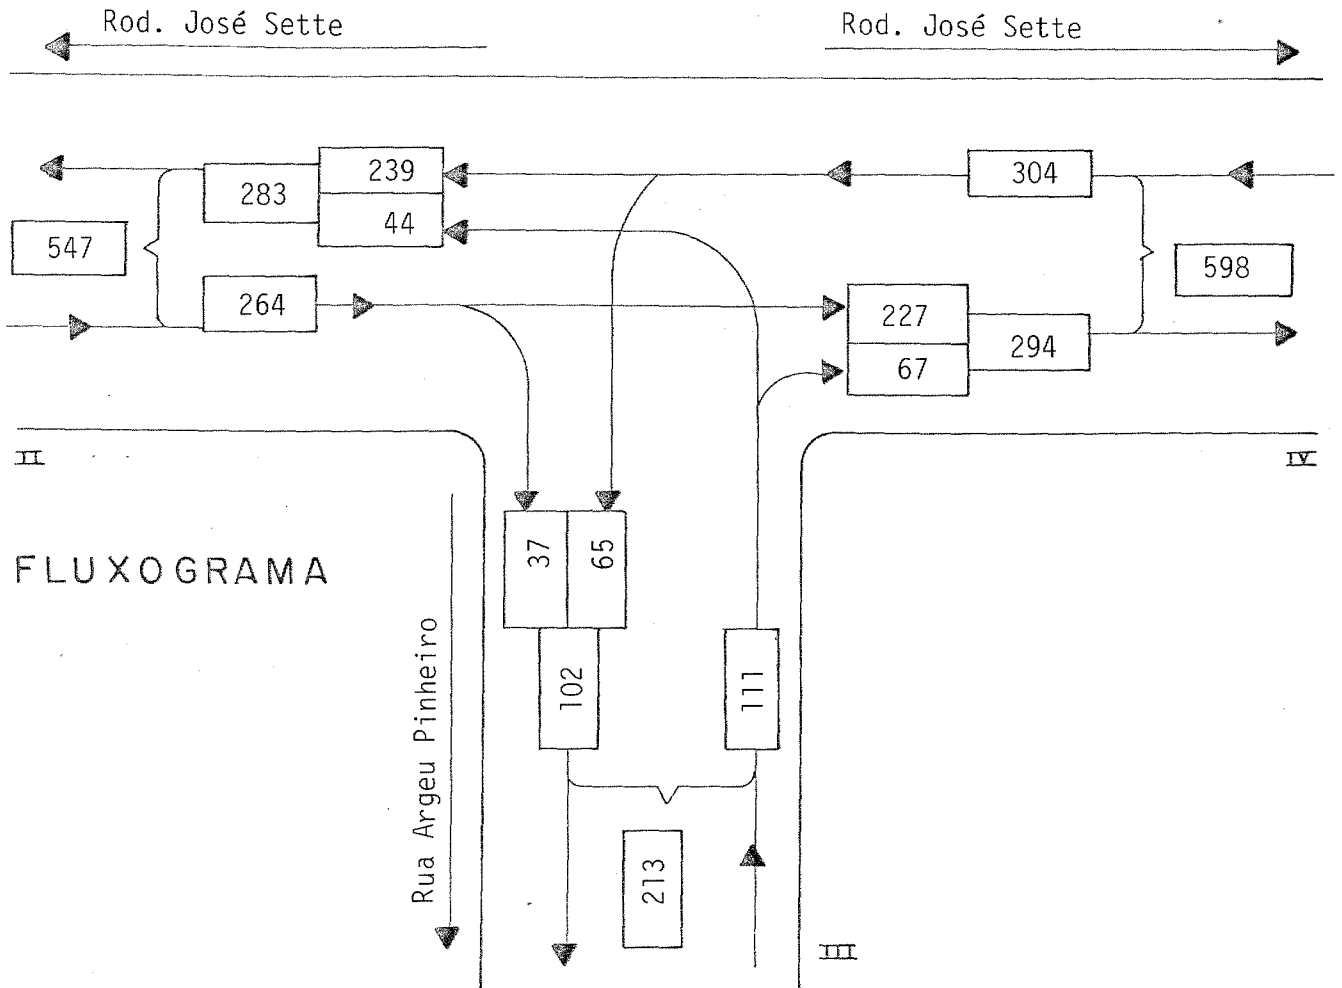 Rod. José Sette
Rod. José Sette
239
304
283
44
547
598
264
227
294
67
II
IV
37
65
FLUXOGRAMA
Rua Argeu Pinheiro
102
111
213
III